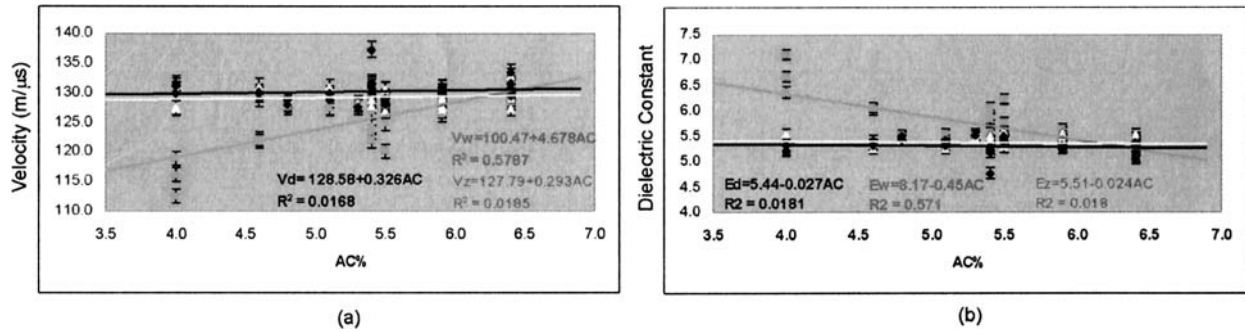 Velocity (m/μs)
140.0
135.0
130.0
125.0
120.0
115.0
110.0
Vw=100.47+4.678AC
R² = 0.5787
Vd=128.58+0.326AC
Vz=127.79+0.293AC
R² = 0.0168
R² = 0.0185
3.5 4.0 4.5 5.0 5.5 6.0 6.5 7.0
AC%
(a)
Dielectric Constant
7.5
7.0
6.5
6.0
5.5
5.0
4.5
4.0
Ed=5.44-0.027AC Ew=8.17-0.45AC Ez=5.51-0.024AC
R2 = 0.0181 R2 = 0.571 R2 = 0.018
3.5 4.0 4.5 5.0 5.5 6.0 6.5 7.0
AC%
(b)